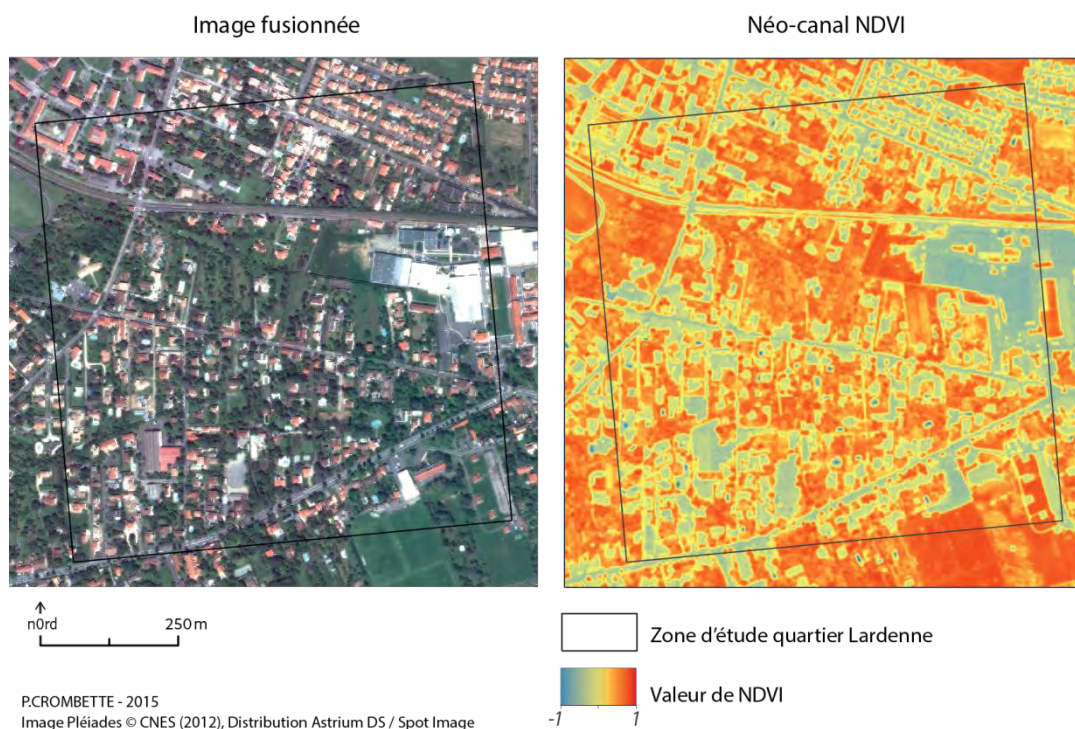 Image fusionnée
Néo-canal NDVI
n0rd
250 m
Zone d'étude quartier Lardenne
Valeur de NDVI
-1
1
P.CROMBETTE - 2015
Image Pléiades © CNES (2012), Distribution Astrium DS / Spot Image